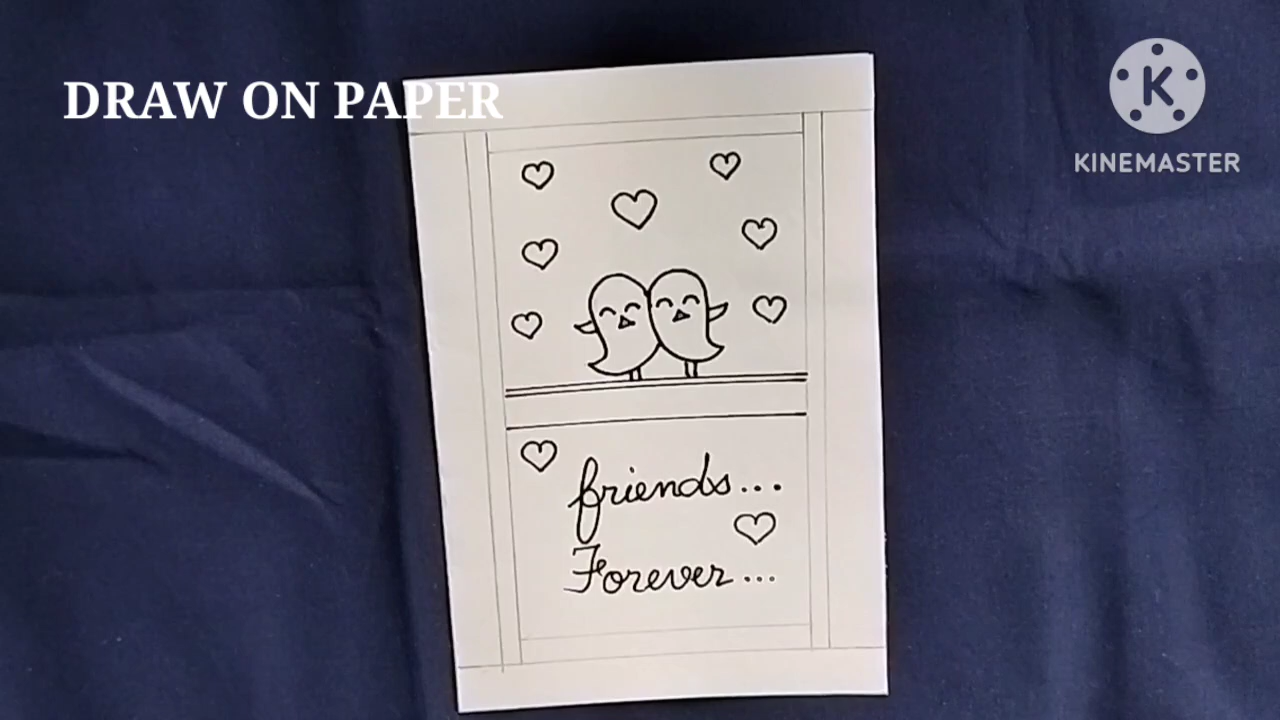 DRAW ON PAPER
K
KINEMASTER
friends...
Forever...